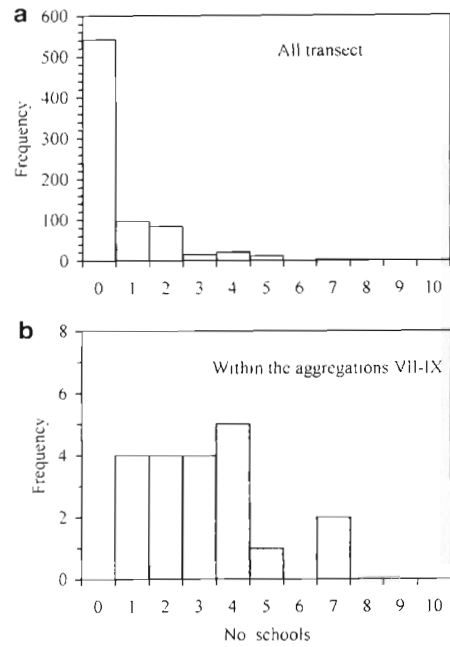 a
600
500
400
300
200
100
0
Frequency
All transect
0 1 2 3 4 5 6 7 8 9 10
b
8
6
4
2
0
Frequency
Within the aggregations VII-IX
0 1 2 3 4 5 6 7 8 9 10
No schools